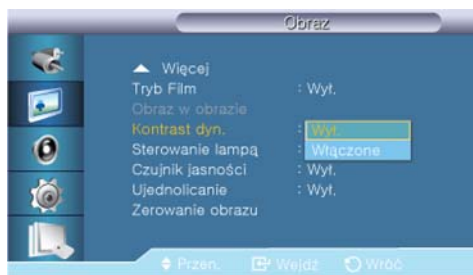 Obraz
Więcej
Tryb Film : Wył.
Obraz w obrazie
Kontrast dyn. : Wył.
Włączone
Sterowanie lampą :
Czujnik jasności : Wył.
Ujednolicanie : Wył.
Zerowanie obrazu
Przen. Wejdź Wróć